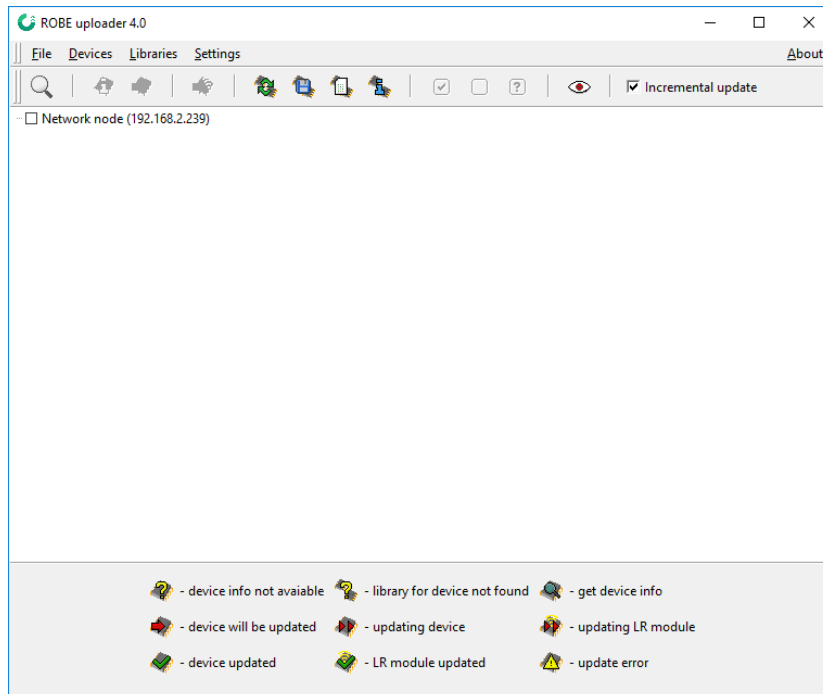 ROBE uploader 4.0
File Devices Libraries Settings About
Incremental update
Network node (192.168.2.239)
- device info not avaiable - library for device not found - get device info
- device will be updated - updating device - updating LR module
- device updated - LR module updated - update error